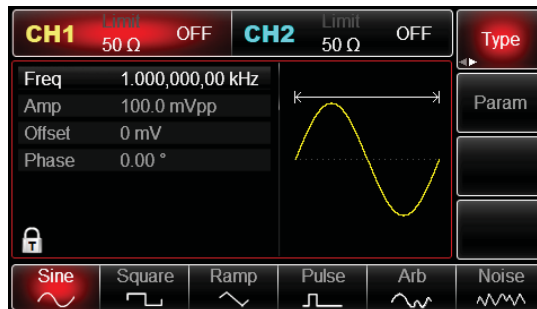 CH1 Limit 50 Ω OFF CH2 Limit 50 Ω OFF Type
Freq 1.000,000,00 kHz
Amp 100.0 mVpp Param
Offset 0 mV
Phase 0.00 °
T
Sine Square Ramp Pulse Arb Noise